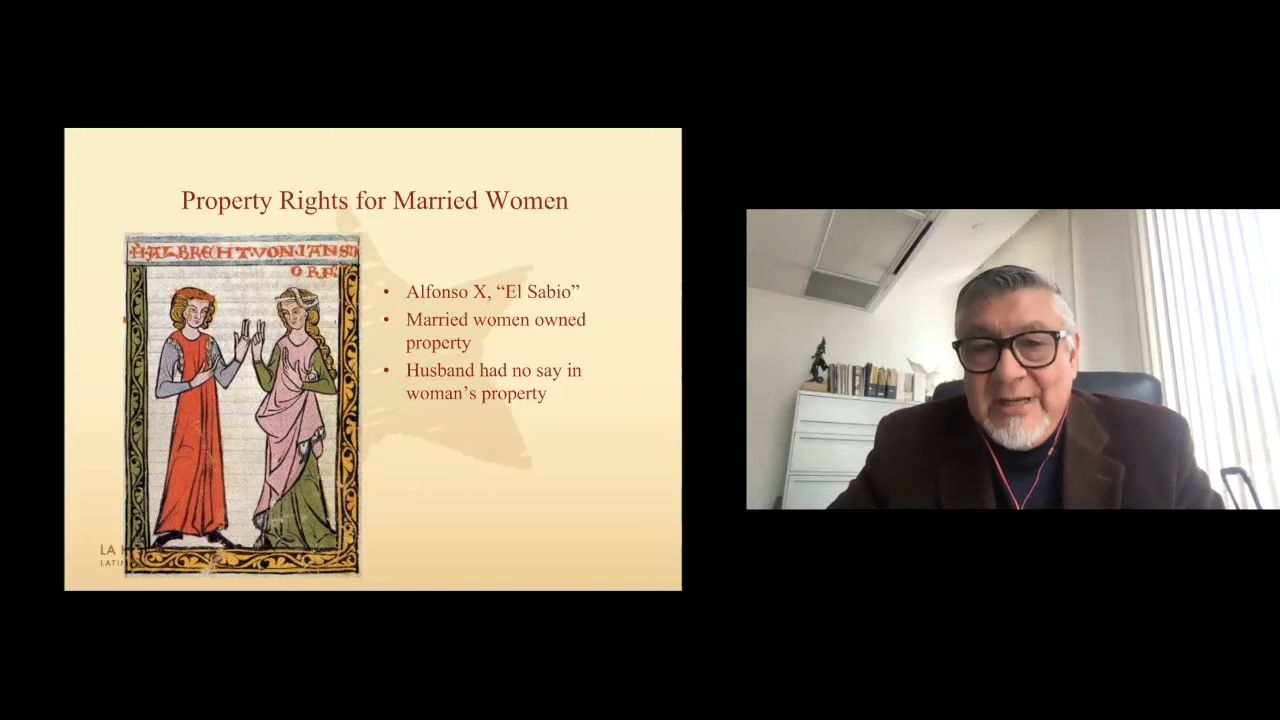 Property Rights for Married Women
• Alfonso X, “El Sabio”
• Married women owned
property
• Husband had no say in
woman’s property
LA